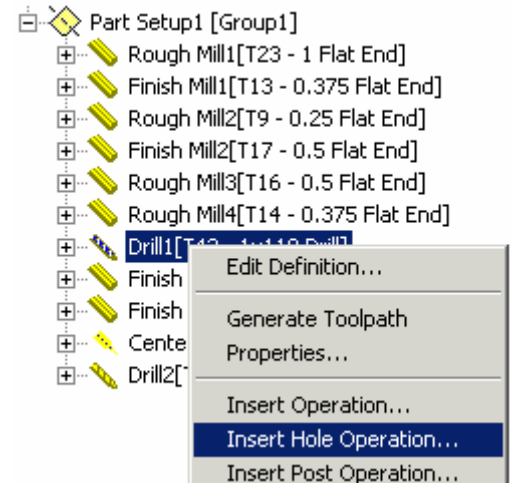 Part Setup1 [Group1]
Rough Mill1[T23 - 1 Flat End]
Finish Mill1[T13 - 0.375 Flat End]
Rough Mill2[T9 - 0.25 Flat End]
Finish Mill2[T17 - 0.5 Flat End]
Rough Mill3[T16 - 0.5 Flat End]
Rough Mill4[T14 - 0.375 Flat End]
Drill1[T43 - 1x118 Drill]
Edit Definition...
Finish
Finish
Generate Toolpath
Cente
Properties...
Drill2[
Insert Operation...
Insert Hole Operation...
Insert Post Operation...